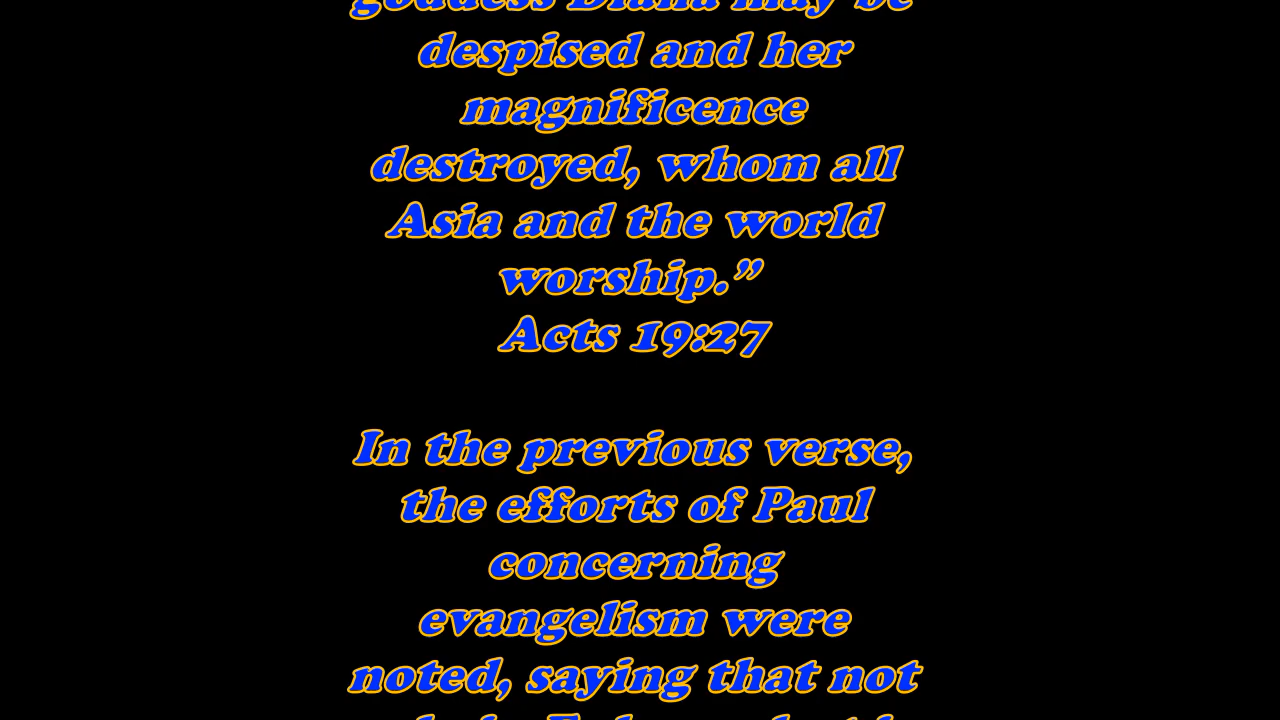 goddess Diana may be
despised and her
magnificence
destroyed, whom all
Asia and the world
worship.”
Acts 19:27
In the previous verse,
the efforts of Paul
concerning
evangelism were
noted, saying that not